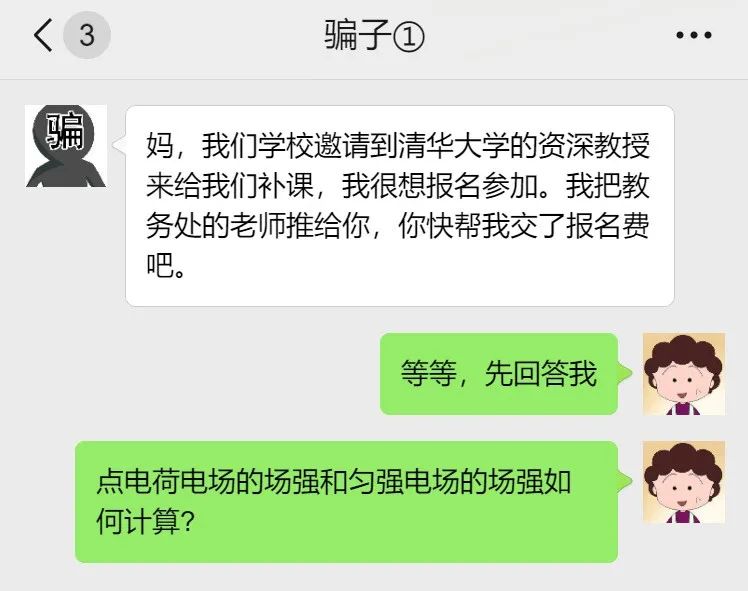 3
骗子①
骗
妈，我们学校邀请到清华大学的资深教授
来给我们补课，我很想报名参加。我把教
务处的老师推给你，你快帮我交了报名费
吧。
等等，先回答我
点电荷电场的场强和匀强电场的场强如
何计算?